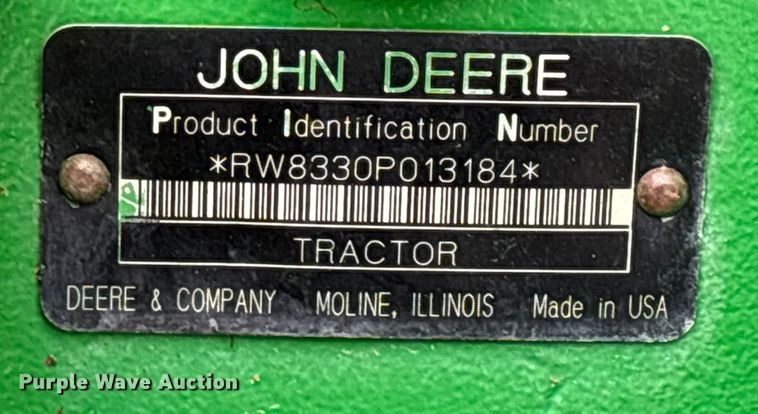 JOHN DEERE
Product Identification Number
*RW8330P013184*
TRACTOR
DEERE & COMPANY MOLINE, ILLINOIS Made in USA
Purple Wave Auction